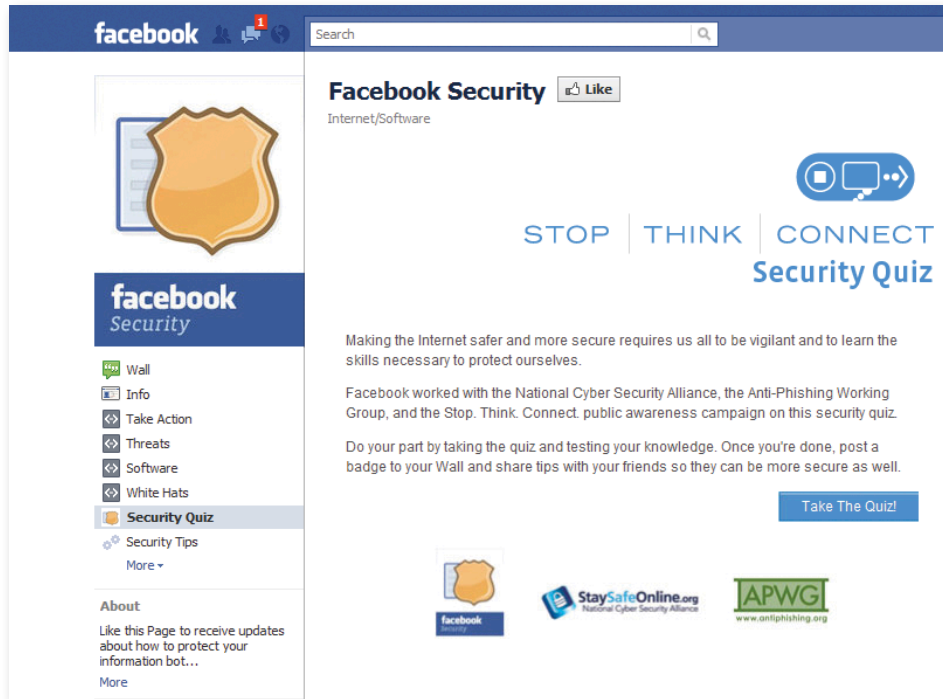 facebook
1
Search
Facebook Security
Like
Internet/Software
STOP THINK CONNECT
Security Quiz
facebook
Security
Wall
Info
Take Action
Threats
Software
White Hats
Security Quiz
Security Tips
More
About
Like this Page to receive updates
about how to protect your
information bot...
More
Making the Internet safer and more secure requires us all to be vigilant and to learn the
skills necessary to protect ourselves.
Facebook worked with the National Cyber Security Alliance, the Anti-Phishing Working
Group, and the Stop. Think. Connect. public awareness campaign on this security quiz.
Do your part by taking the quiz and testing your knowledge. Once you're done, post a
badge to your Wall and share tips with your friends so they can be more secure as well.
Take The Quiz!
facebook
Security
StaySafeOnline.org
National Cyber Security Alliance
APWG
www.antiphishing.org